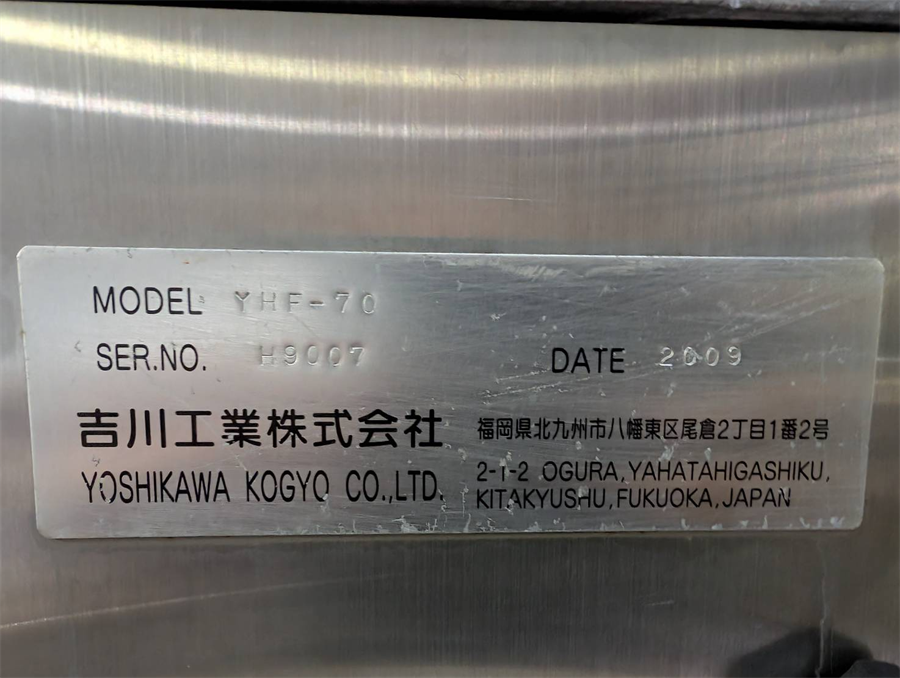 MODEL YHF-70
SER.NO. H9007
DATE 2009
吉川工業株式会社
YOSHIKAWA KOGYO CO.,LTD.
福岡県北九州市八幡東区尾倉2丁目1番2号
2-1-2 OGURA,YAHATAHIGASHIKU,
KITAKYUSHU,FUKUOKA,JAPAN